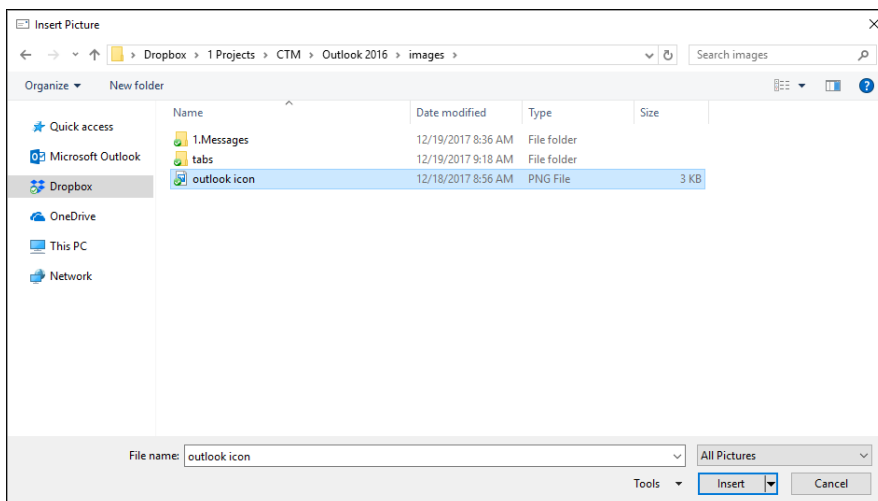 Insert Picture
Dropbox > 1 Projects > CTM > Outlook 2016 > images >
Search images
Organize
New folder
Name
Date modified
Type
Size
Quick access
Microsoft Outlook
Dropbox
OneDrive
This PC
Network
1.Messages 12/19/2017 8:36 AM File folder
tabs 12/19/2017 9:18 AM File folder
outlook icon 12/18/2017 8:56 AM PNG File 3 KB
File name: outlook icon
All Pictures
Tools
Insert
Cancel